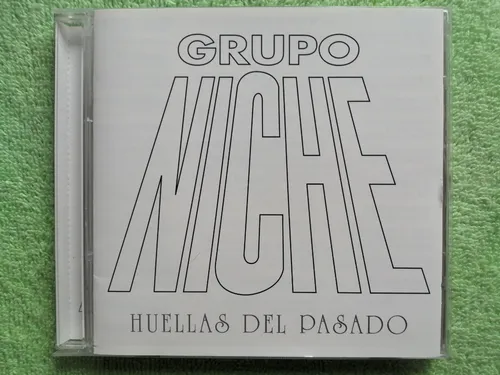 GRUPO
NICHE
HUELLAS DEL PASADO